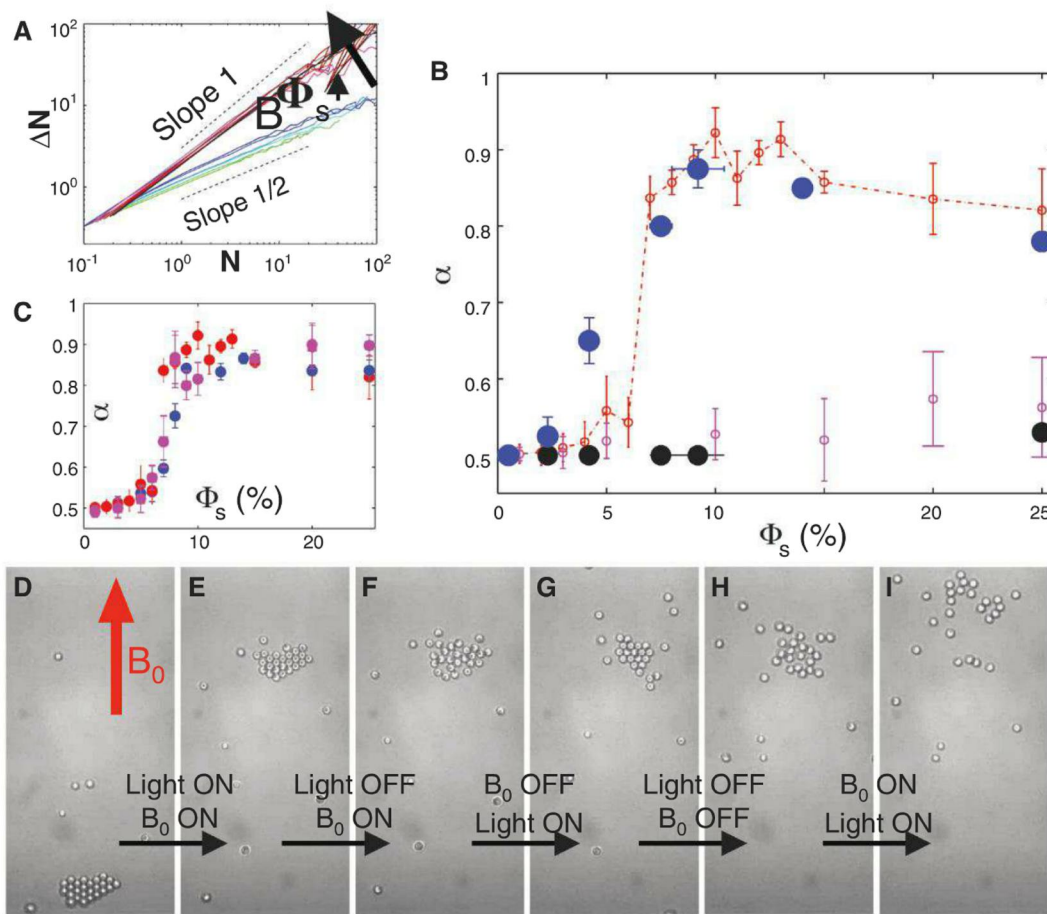 A
ΔN
10²
10¹
10⁰
Slope 1
B
Φ
s
Slope 1/2
10⁻¹
10⁰
N
10¹
10²
B
α
1
0.9
0.8
0.7
0.6
0.5
0
5
10
15
20
25
Φs (%)
C
α
1
0.9
0.8
0.7
0.6
0.5
Φs (%)
0
10
20
D
E
F
G
H
I
B₀
Light ON
B₀ ON
Light OFF
B₀ ON
B₀ OFF
Light ON
Light OFF
B₀ OFF
B₀ ON
Light ON